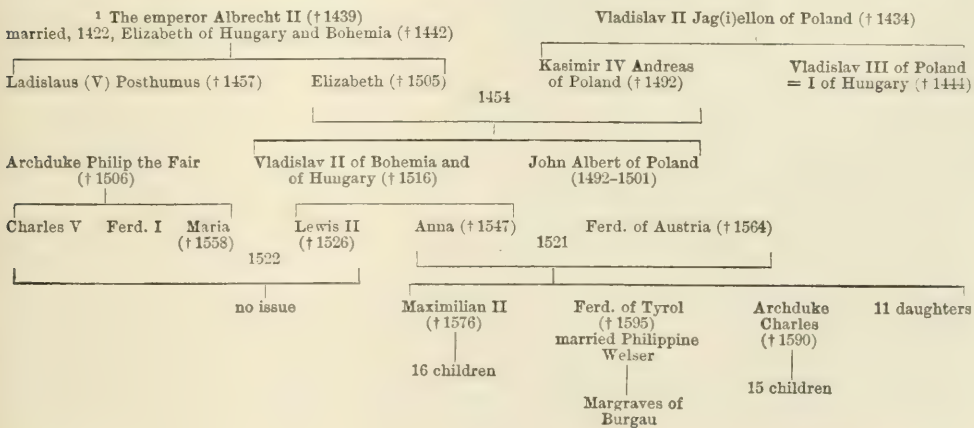 ¹ The emperor Albrecht II († 1439)
married, 1422, Elizabeth of Hungary and Bohemia († 1442)
Vladislav II Jag(i)ellon of Poland († 1434)
Ladislaus (V) Posthumus († 1457)
Elizabeth († 1505)
Kasimir IV Andreas
of Poland († 1492)
Vladislav III of Poland
= I of Hungary († 1444)
1454
Archduke Philip the Fair
(† 1506)
Vladislav II of Bohemia and
of Hungary († 1516)
John Albert of Poland
(1492–1501)
Charles V
Ferd. I
Maria
(† 1558)
Lewis II
(† 1526)
Anna († 1547)
Ferd. of Austria († 1564)
1522
1521
no issue
Maximilian II
(† 1576)
Ferd. of Tyrol
(† 1595)
married Philippine
Welser
Archduke
Charles
(† 1590)
11 daughters
16 children
15 children
Margraves of
Burgau